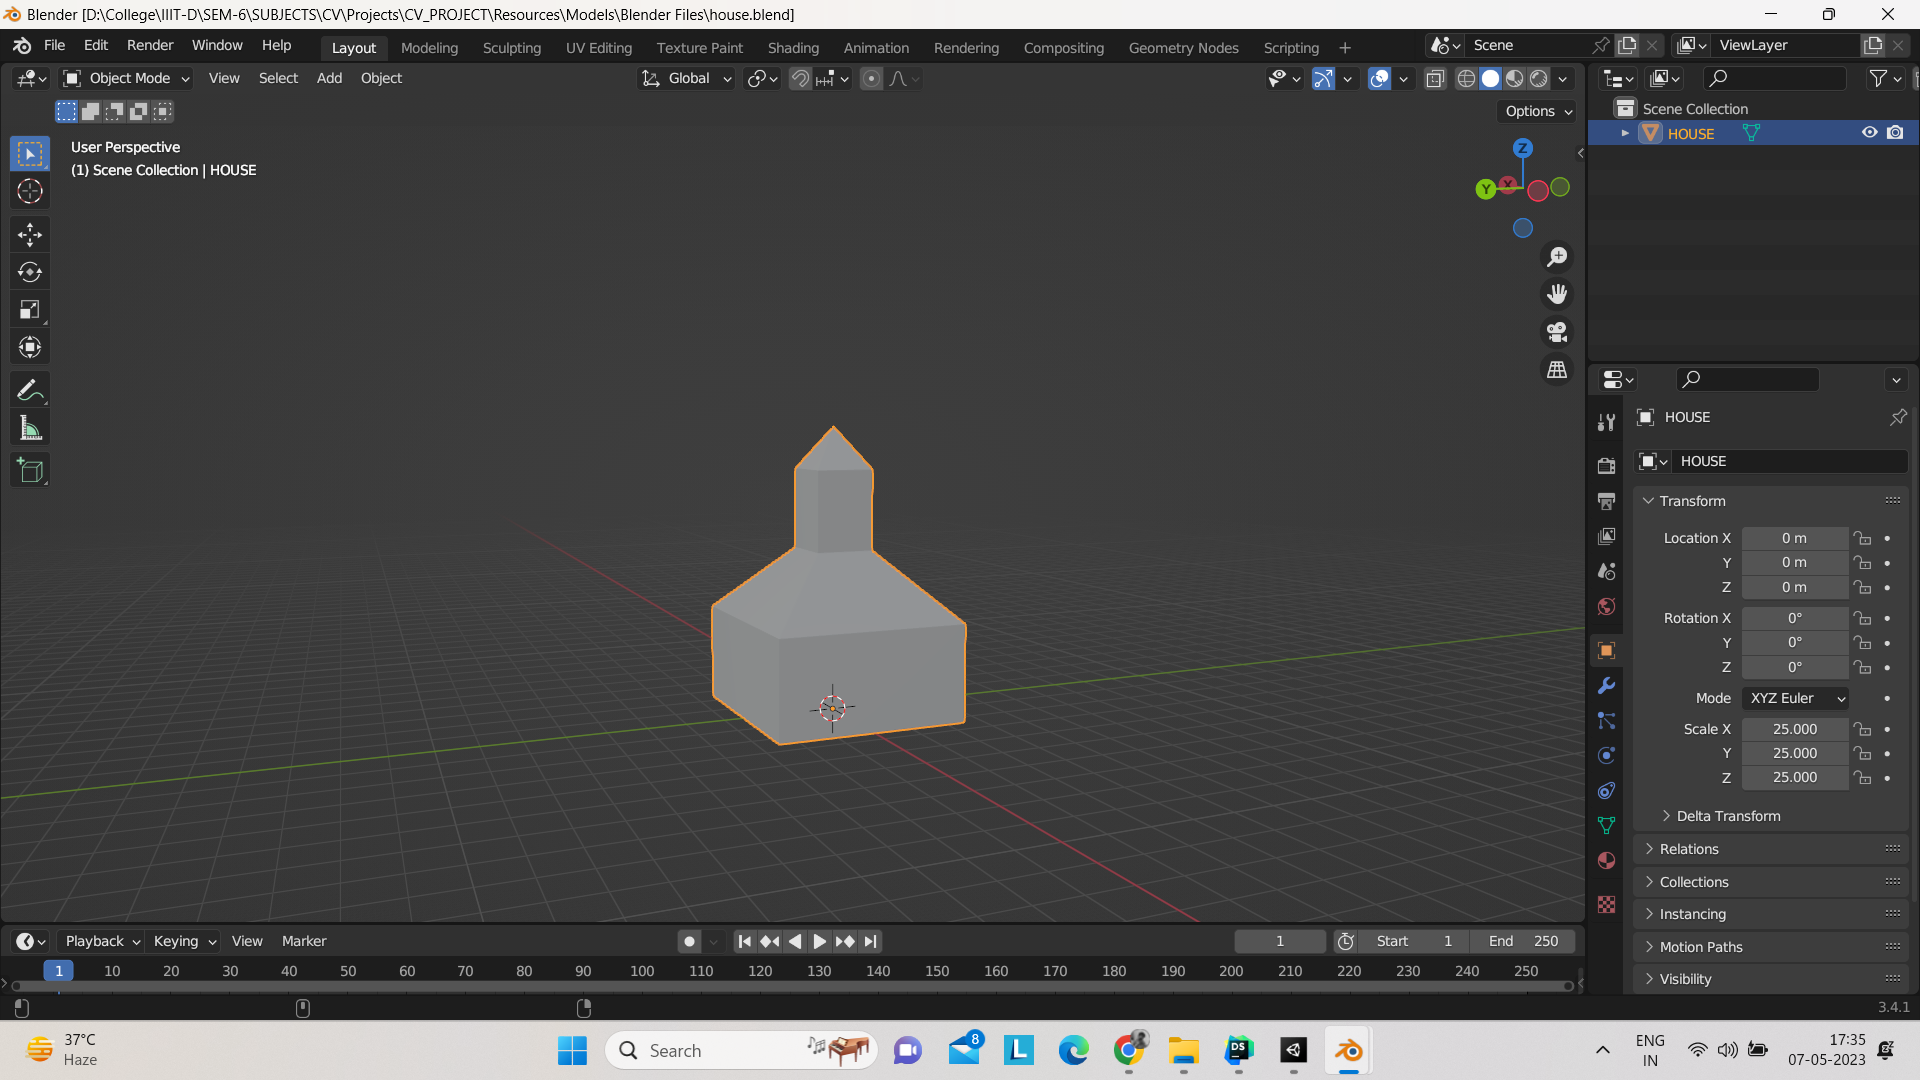 Blender [D:\College\IIIT-D\SEM-6\SUBJECTS\CV\Projects\CV_PROJECT\Resources\Models\Blender Files\house.blend]
File Edit Render Window Help Layout Modeling Sculpting UV Editing Texture Paint Shading Animation Rendering Compositing Geometry Nodes Scripting + Scene ViewLayer
Object Mode View Select Add Object Global
Options
Scene Collection
HOUSE
User Perspective
(1) Scene Collection | HOUSE
Z
Y X
HOUSE
HOUSE
Transform
Location X 0 m
Y 0 m
Z 0 m
Rotation X 0°
Y 0°
Z 0°
Mode XYZ Euler
Scale X 25.000
Y 25.000
Z 25.000
Delta Transform
Relations
Collections
Instancing
Motion Paths
Visibility
Playback Keying View Marker 1 Start 1 End 250
1 10 20 30 40 50 60 70 80 90 100 110 120 130 140 150 160 170 180 190 200 210 220 230 240 250
3.4.1
37°C
Haze
Search
8
L
DS
ENG
IN
17:35
07-05-2023